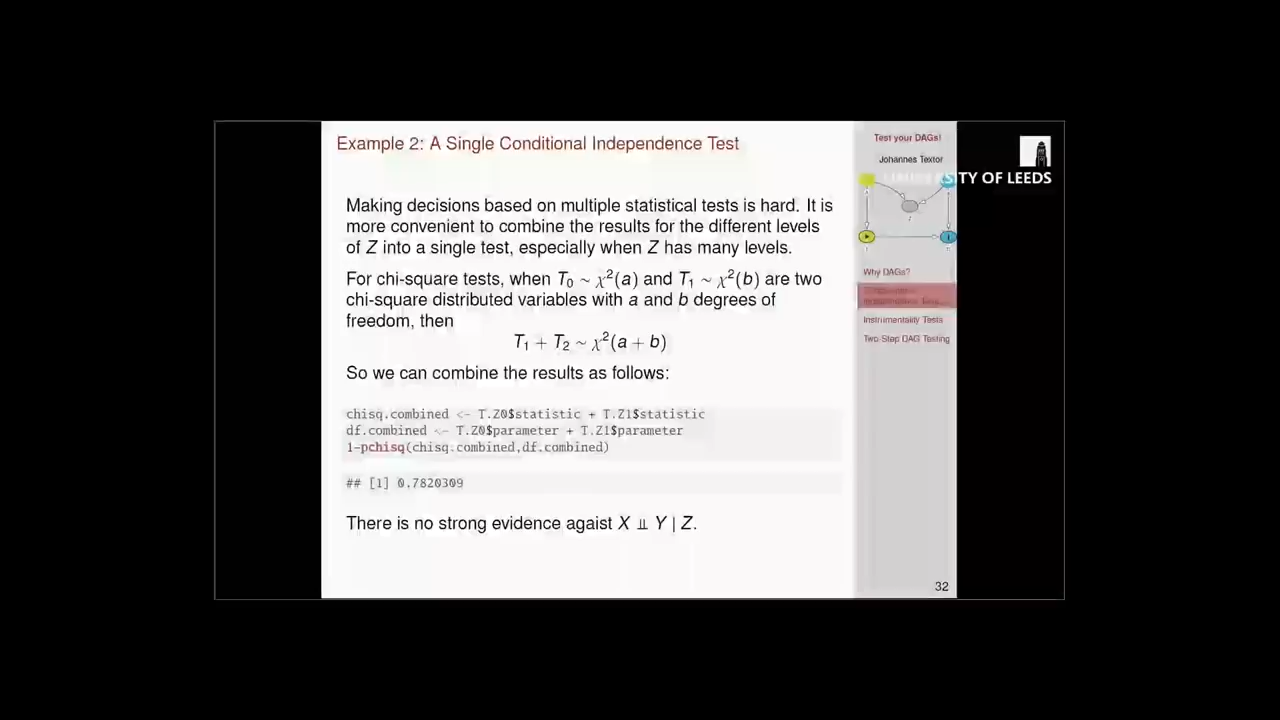 Example 2: A Single Conditional Independence Test
Making decisions based on multiple statistical tests is hard. It is
more convenient to combine the results for the different levels
of Z into a single test, especially when Z has many levels.
For chi-square tests, when T₀ ∼ χ²(a) and T₁ ∼ χ²(b) are two
chi-square distributed variables with a and b degrees of
freedom, then
T₁ + T₂ ∼ χ²(a + b)
So we can combine the results as follows:
chisq.combined <- T.Z0$statistic + T.Z1$statistic
df.combined <- T.Z0$parameter + T.Z1$parameter
1-pchisq(chisq.combined,df.combined)
## [1] 0.7820309
There is no strong evidence agaist X ⫫ Y | Z.
Test your DAGs!
Johannes Textor
UNIVERSITY OF LEEDS
Why DAGs?
Instrumentality Tests
Two-Step DAG Testing
32